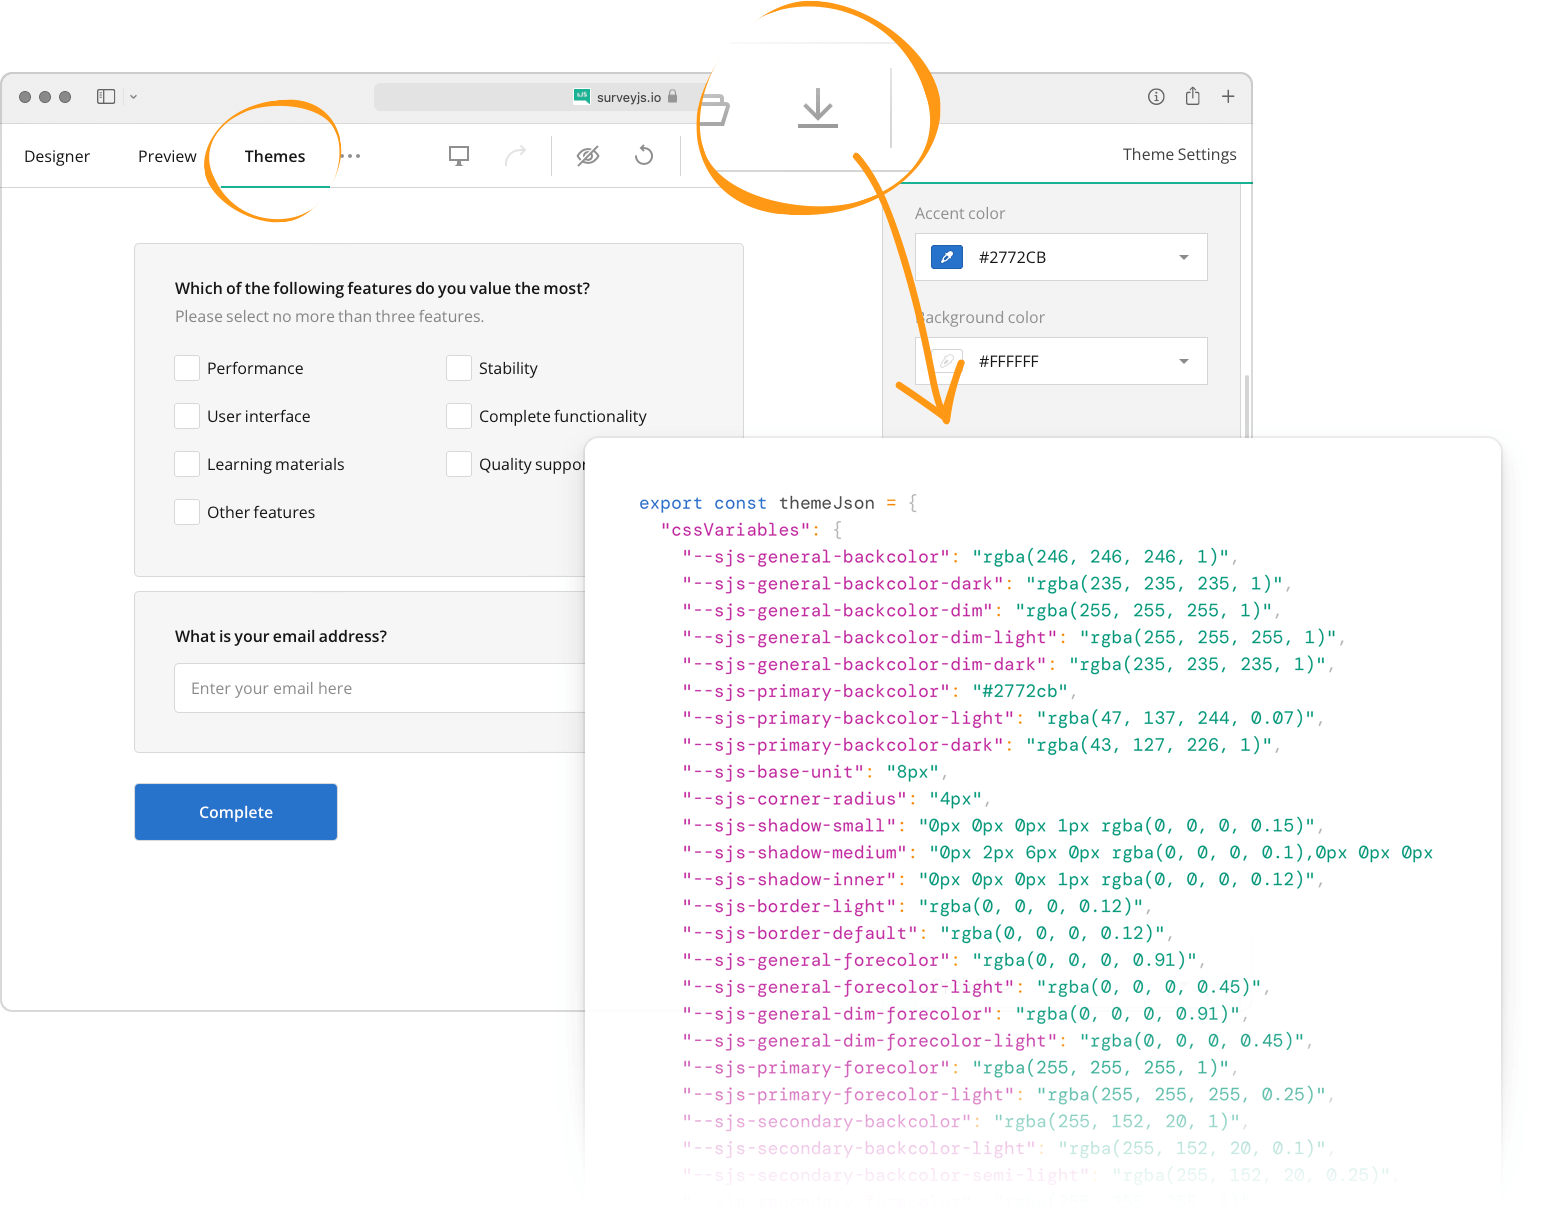 surveyjs.io
Designer
Preview
Themes
Theme Settings
Accent color
#2772CB
Background color
#FFFFFF
Which of the following features do you value the most?
Please select no more than three features.
Performance
Stability
User interface
Complete functionality
Learning materials
Quality suppor
Other features
What is your email address?
Enter your email here
Complete
export const themeJson = {
"cssVariables": {
"--sjs-general-backcolor": "rgba(246, 246, 246, 1)",
"--sjs-general-backcolor-dark": "rgba(235, 235, 235, 1)",
"--sjs-general-backcolor-dim": "rgba(255, 255, 255, 1)",
"--sjs-general-backcolor-dim-light": "rgba(255, 255, 255, 1)",
"--sjs-general-backcolor-dim-dark": "rgba(235, 235, 235, 1)",
"--sjs-primary-backcolor": "#2772cb",
"--sjs-primary-backcolor-light": "rgba(47, 137, 244, 0.07)",
"--sjs-primary-backcolor-dark": "rgba(43, 127, 226, 1)",
"--sjs-base-unit": "8px",
"--sjs-corner-radius": "4px",
"--sjs-shadow-small": "0px 0px 0px 1px rgba(0, 0, 0, 0.15)",
"--sjs-shadow-medium": "0px 2px 6px 0px rgba(0, 0, 0, 0.1),0px 0px 0px
"--sjs-shadow-inner": "0px 0px 0px 1px rgba(0, 0, 0, 0.12)",
"--sjs-border-light": "rgba(0, 0, 0, 0.12)",
"--sjs-border-default": "rgba(0, 0, 0, 0.12)",
"--sjs-general-forecolor": "rgba(0, 0, 0, 0.91)",
"--sjs-general-forecolor-light": "rgba(0, 0, 0, 0.45)",
"--sjs-general-dim-forecolor": "rgba(0, 0, 0, 0.91)",
"--sjs-general-dim-forecolor-light": "rgba(0, 0, 0, 0.45)",
"--sjs-primary-forecolor": "rgba(255, 255, 255, 1)",
"--sjs-primary-forecolor-light": "rgba(255, 255, 255, 0.25)",
"--sjs-secondary-backcolor": "rgba(255, 152, 20, 1)",
"--sjs-secondary-backcolor-light": "rgba(255, 152, 20, 0.1)",
"--sjs-secondary-backcolor-semi-light": "rgba(255, 152, 20, 0.25)",